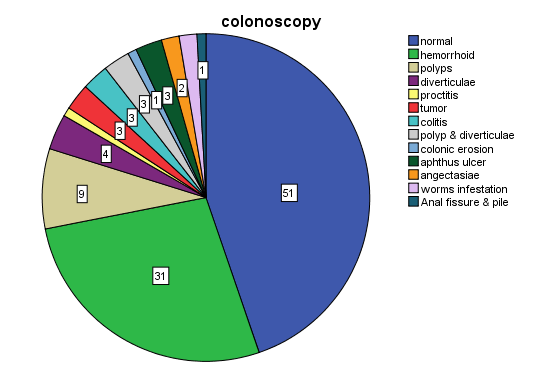 colonoscopy
normal
hemorrhoid
polyps
diverticulae
proctitis
tumor
colitis
polyp & diverticulae
colonic erosion
aphthus ulcer
angectasiae
worms infestation
Anal fissure & pile
51
31
9
4
3
3
3
1
3
2
1